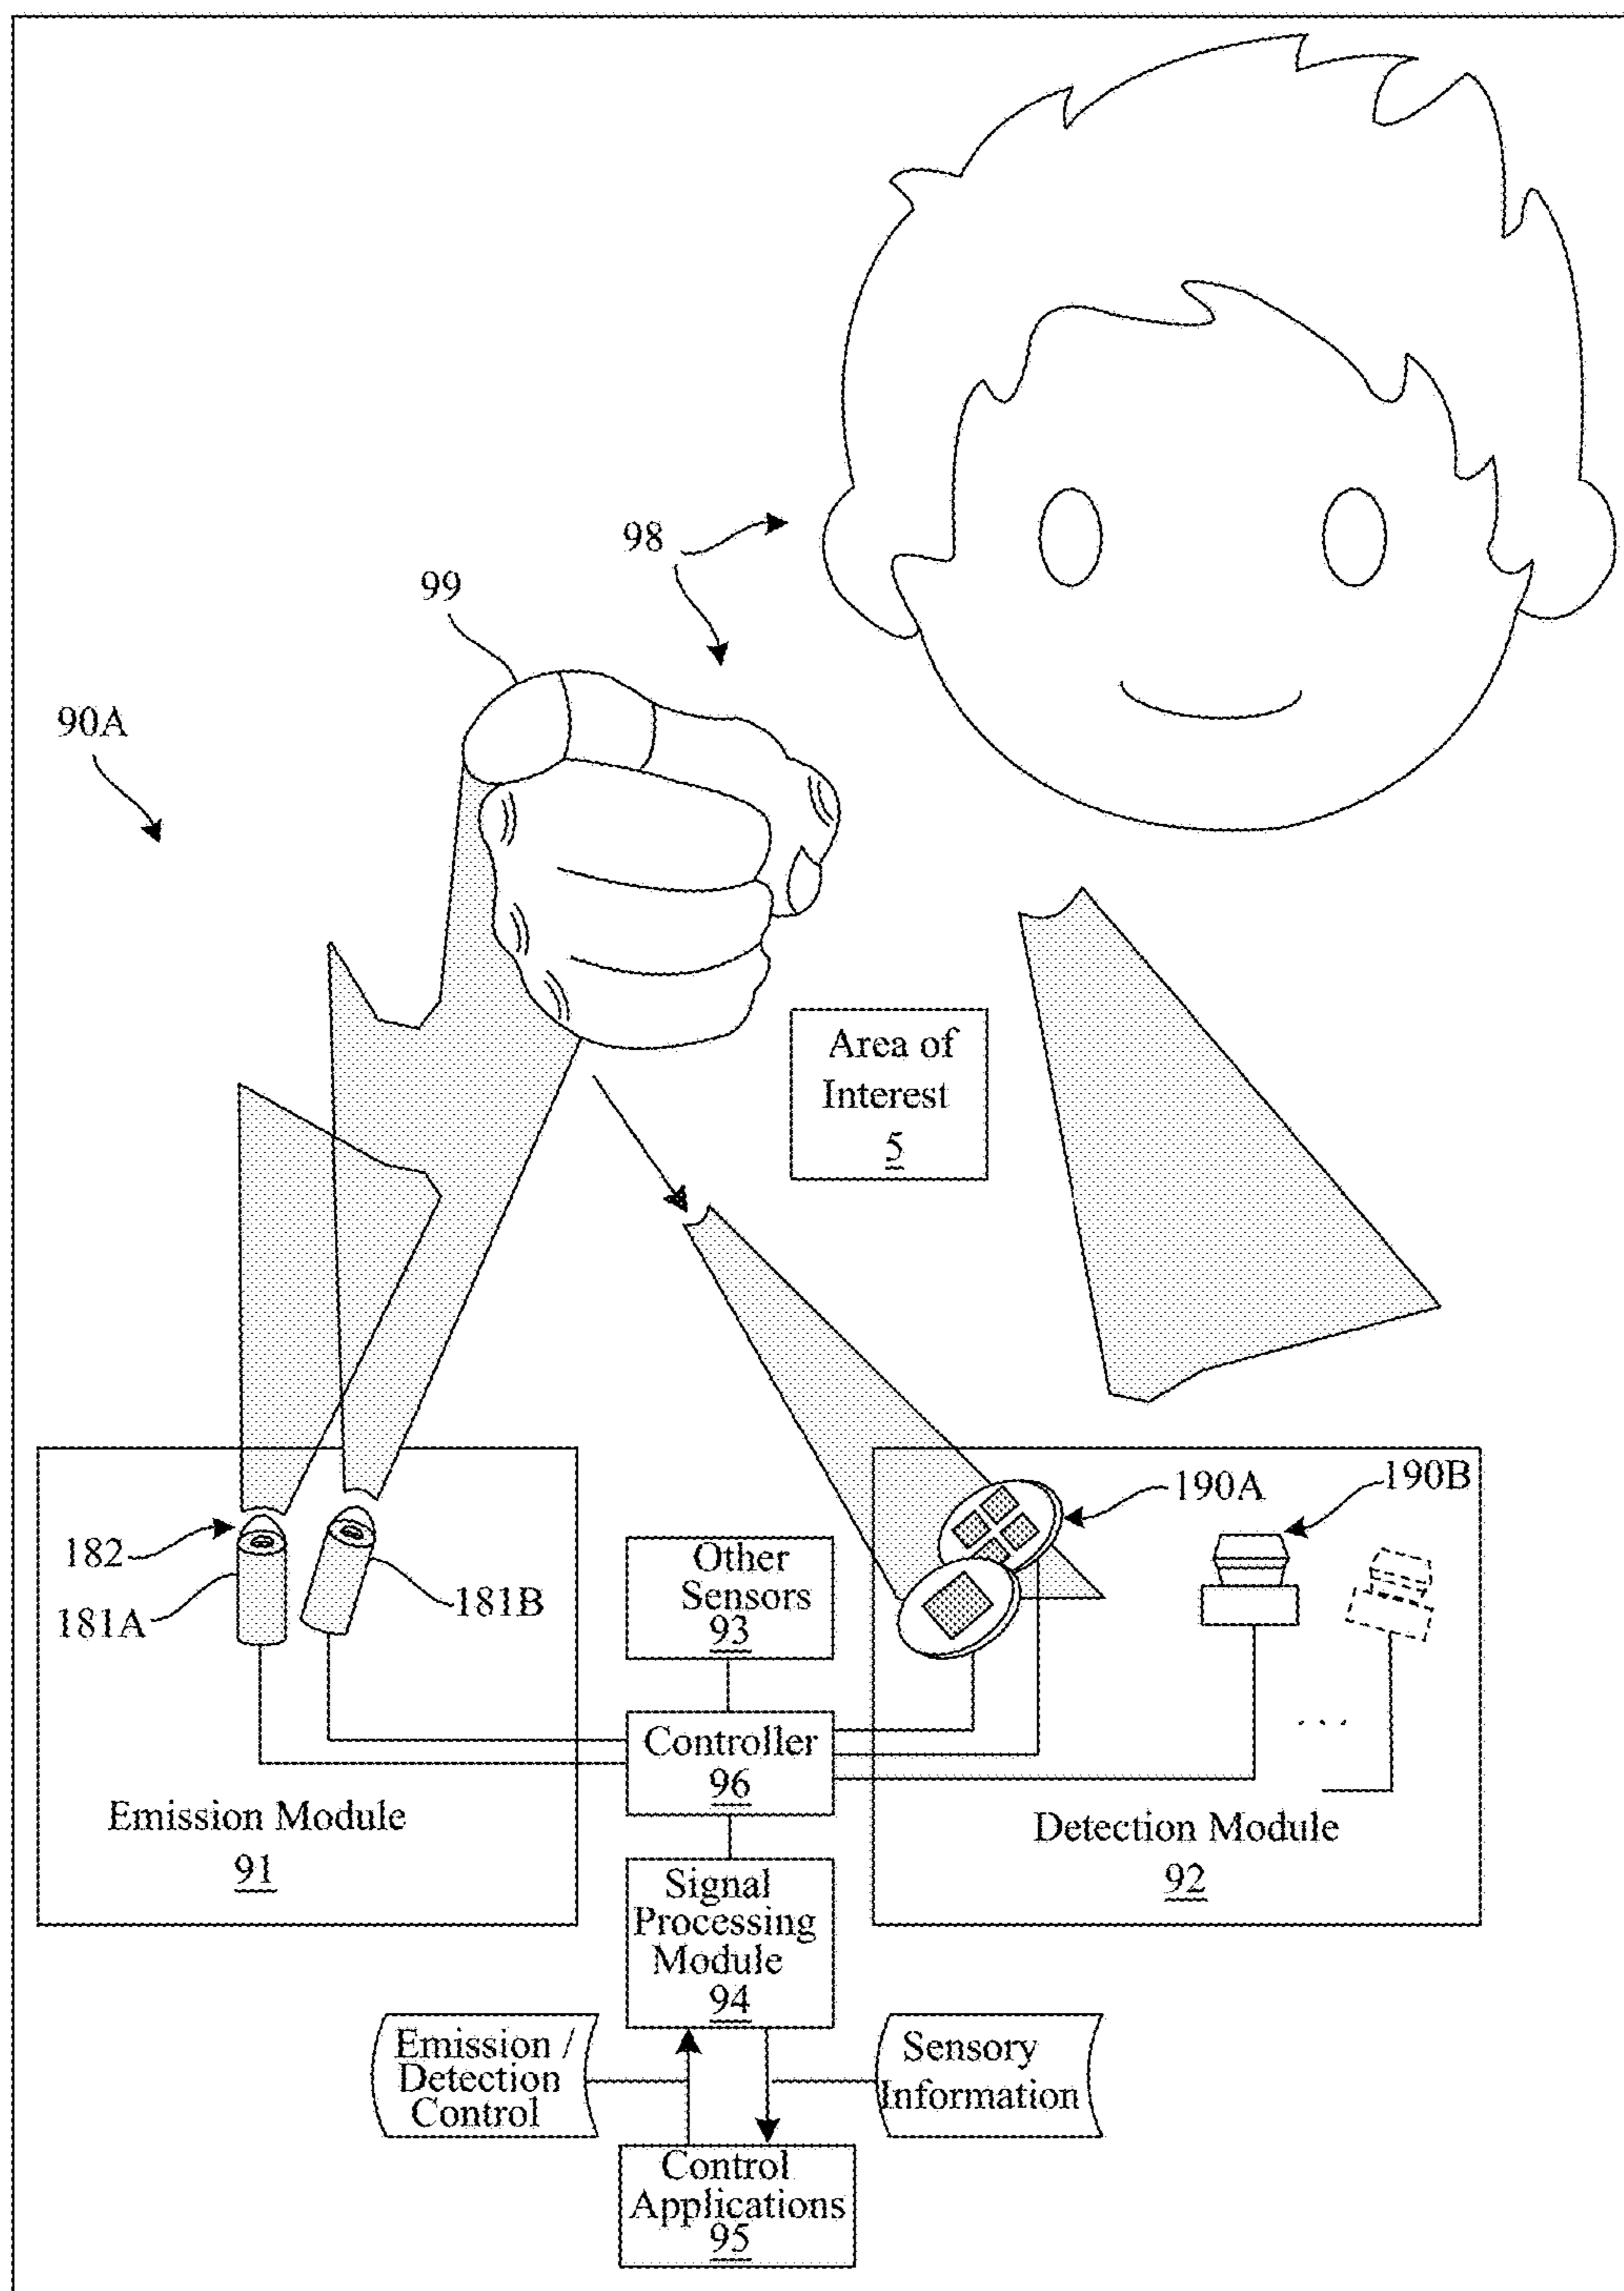 98
99
90A
Area of
Interest
5
190A
190B
182
181A
181B
Other
Sensors
93
Controller
96
Emission Module
91
Detection Module
92
Signal
Processing
Module
94
Emission /
Detection
Control
Sensory
Information
Control
Applications
95